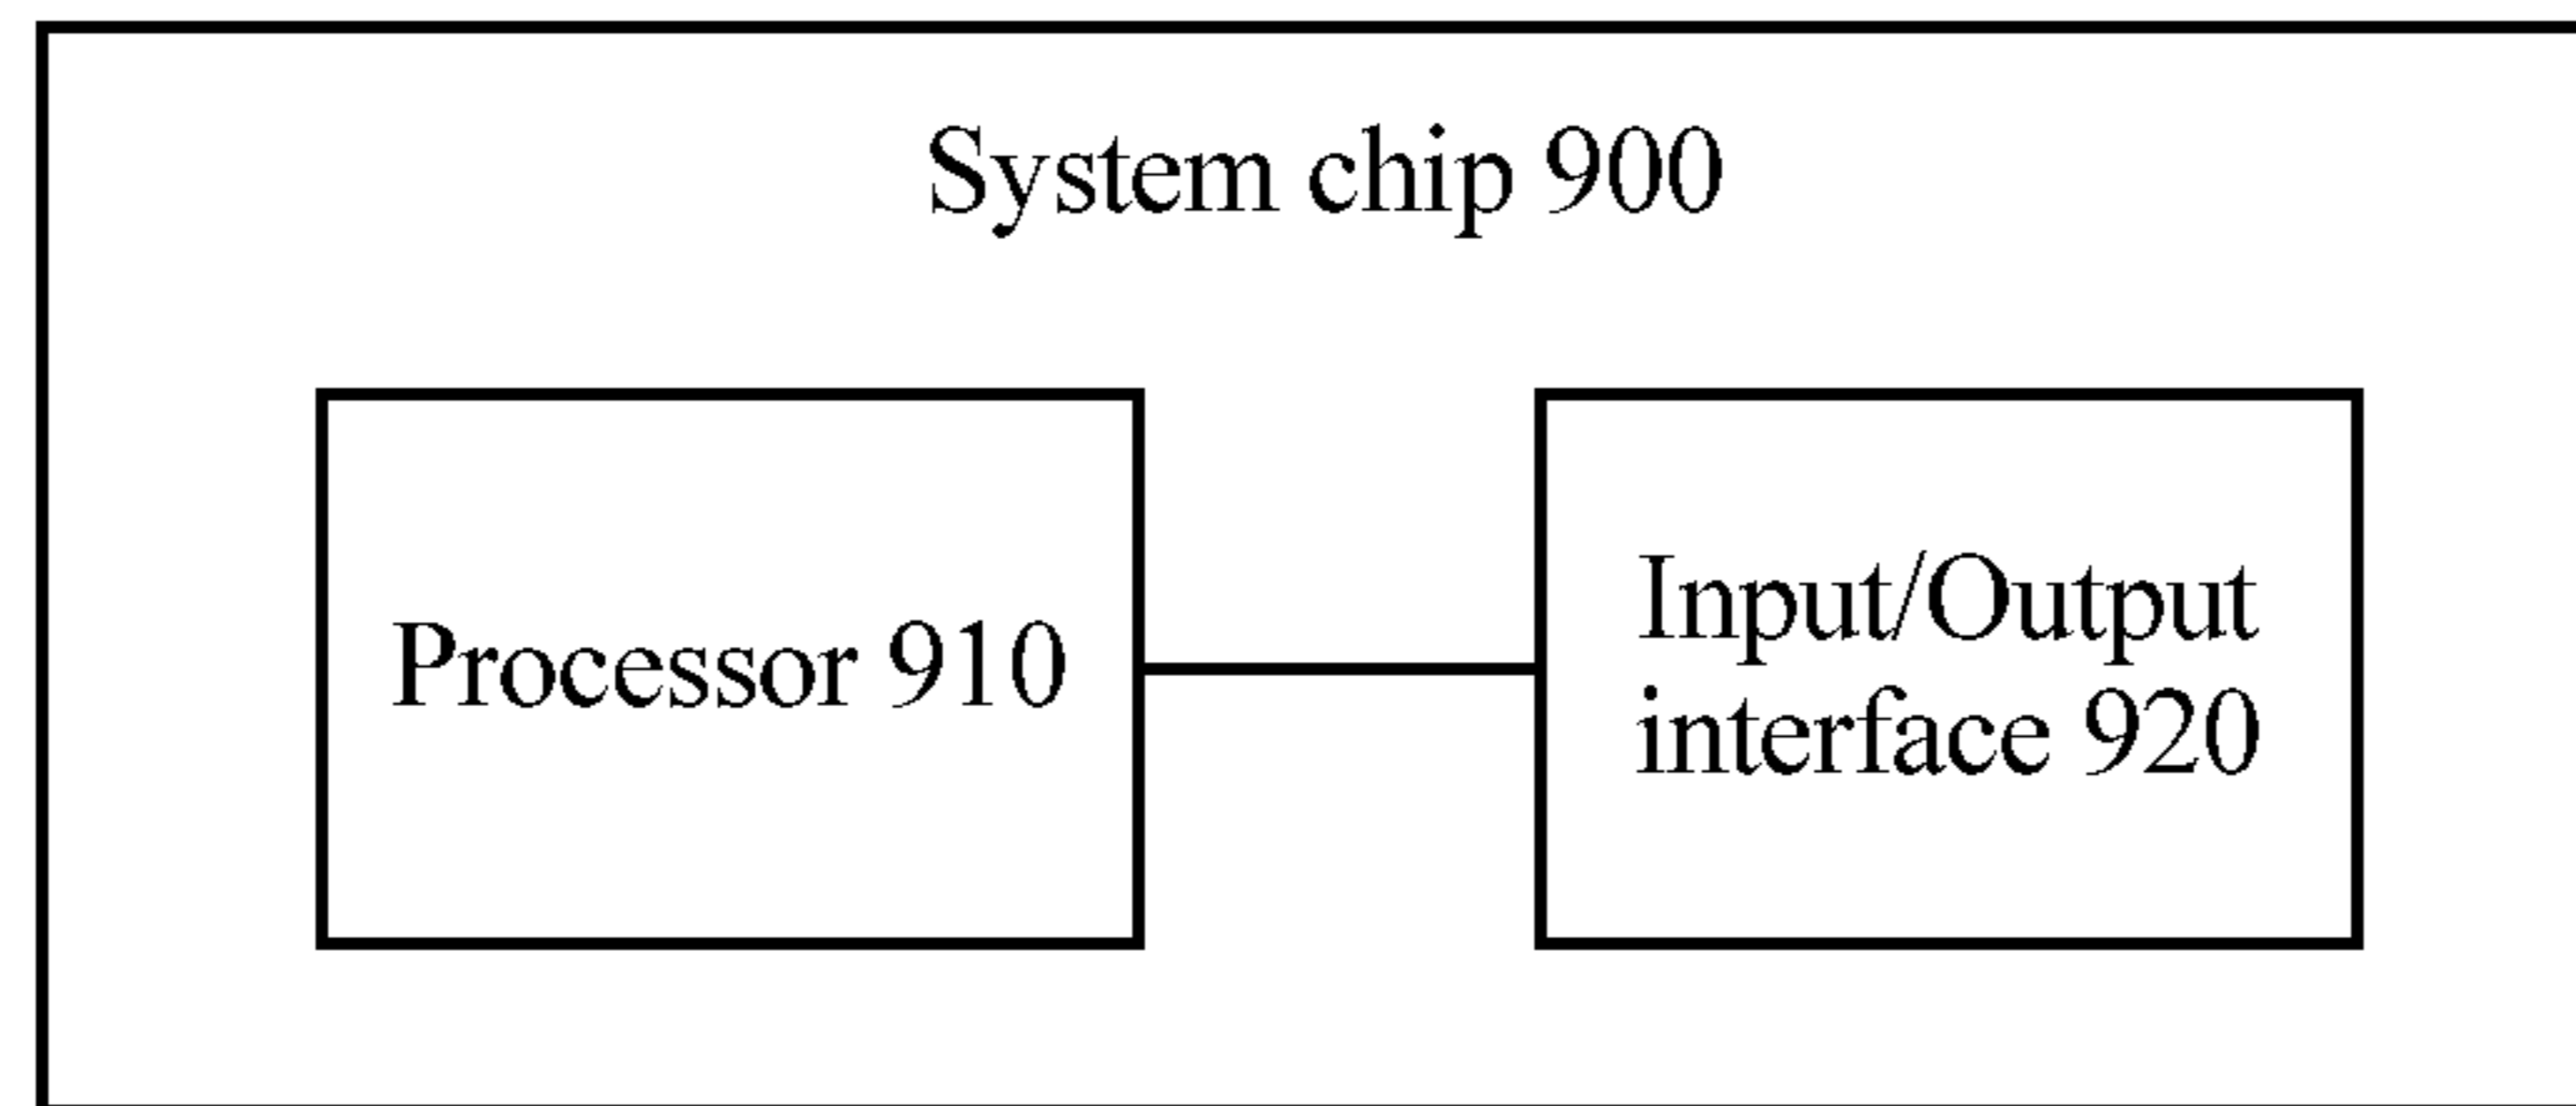 System chip 900
Processor 910
Input/Output
interface 920